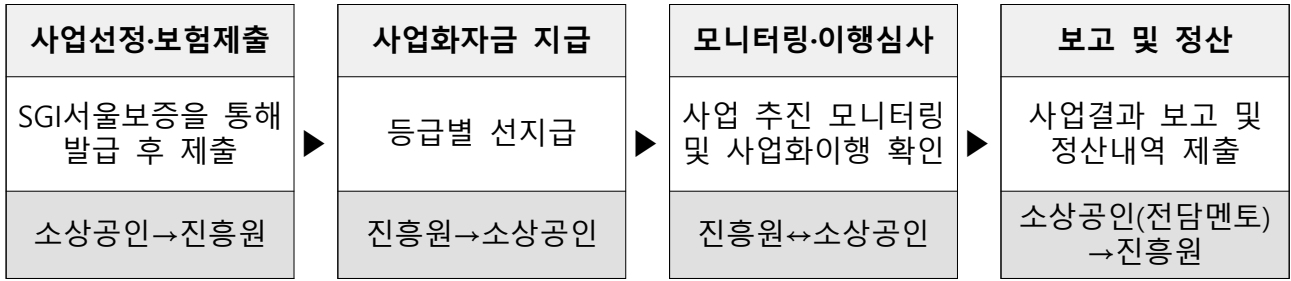 사업선정·보험제출
SGI서울보증을 통해
발급 후 제출
소상공인→진흥원
▶
사업화자금 지급
등급별 선지급
진흥원→소상공인
▶
모니터링·이행심사
사업 추진 모니터링
및 사업화이행 확인
진흥원↔소상공인
▶
보고 및 정산
사업결과 보고 및
정산내역 제출
소상공인(전담멘토)
→진흥원